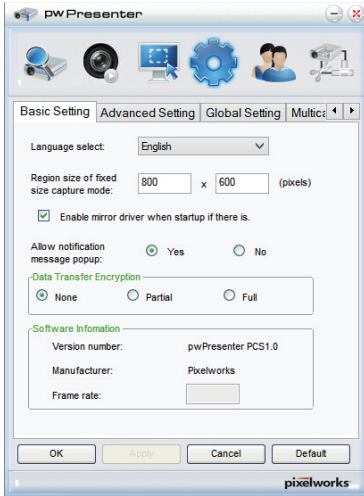 pwPresenter
Basic Setting Advanced Setting Global Setting Multica
Language select: English
Region size of fixed size capture mode: 800 x 600 (pixels)
Enable mirror driver when startup if there is.
Allow notification message popup: Yes No
Data Transfer Encryption
None Partial Full
Software Infomation
Version number: pwPresenter PCS1.0
Manufacturer: Pixelworks
Frame rate:
OK Apply Cancel Default
pixelworks